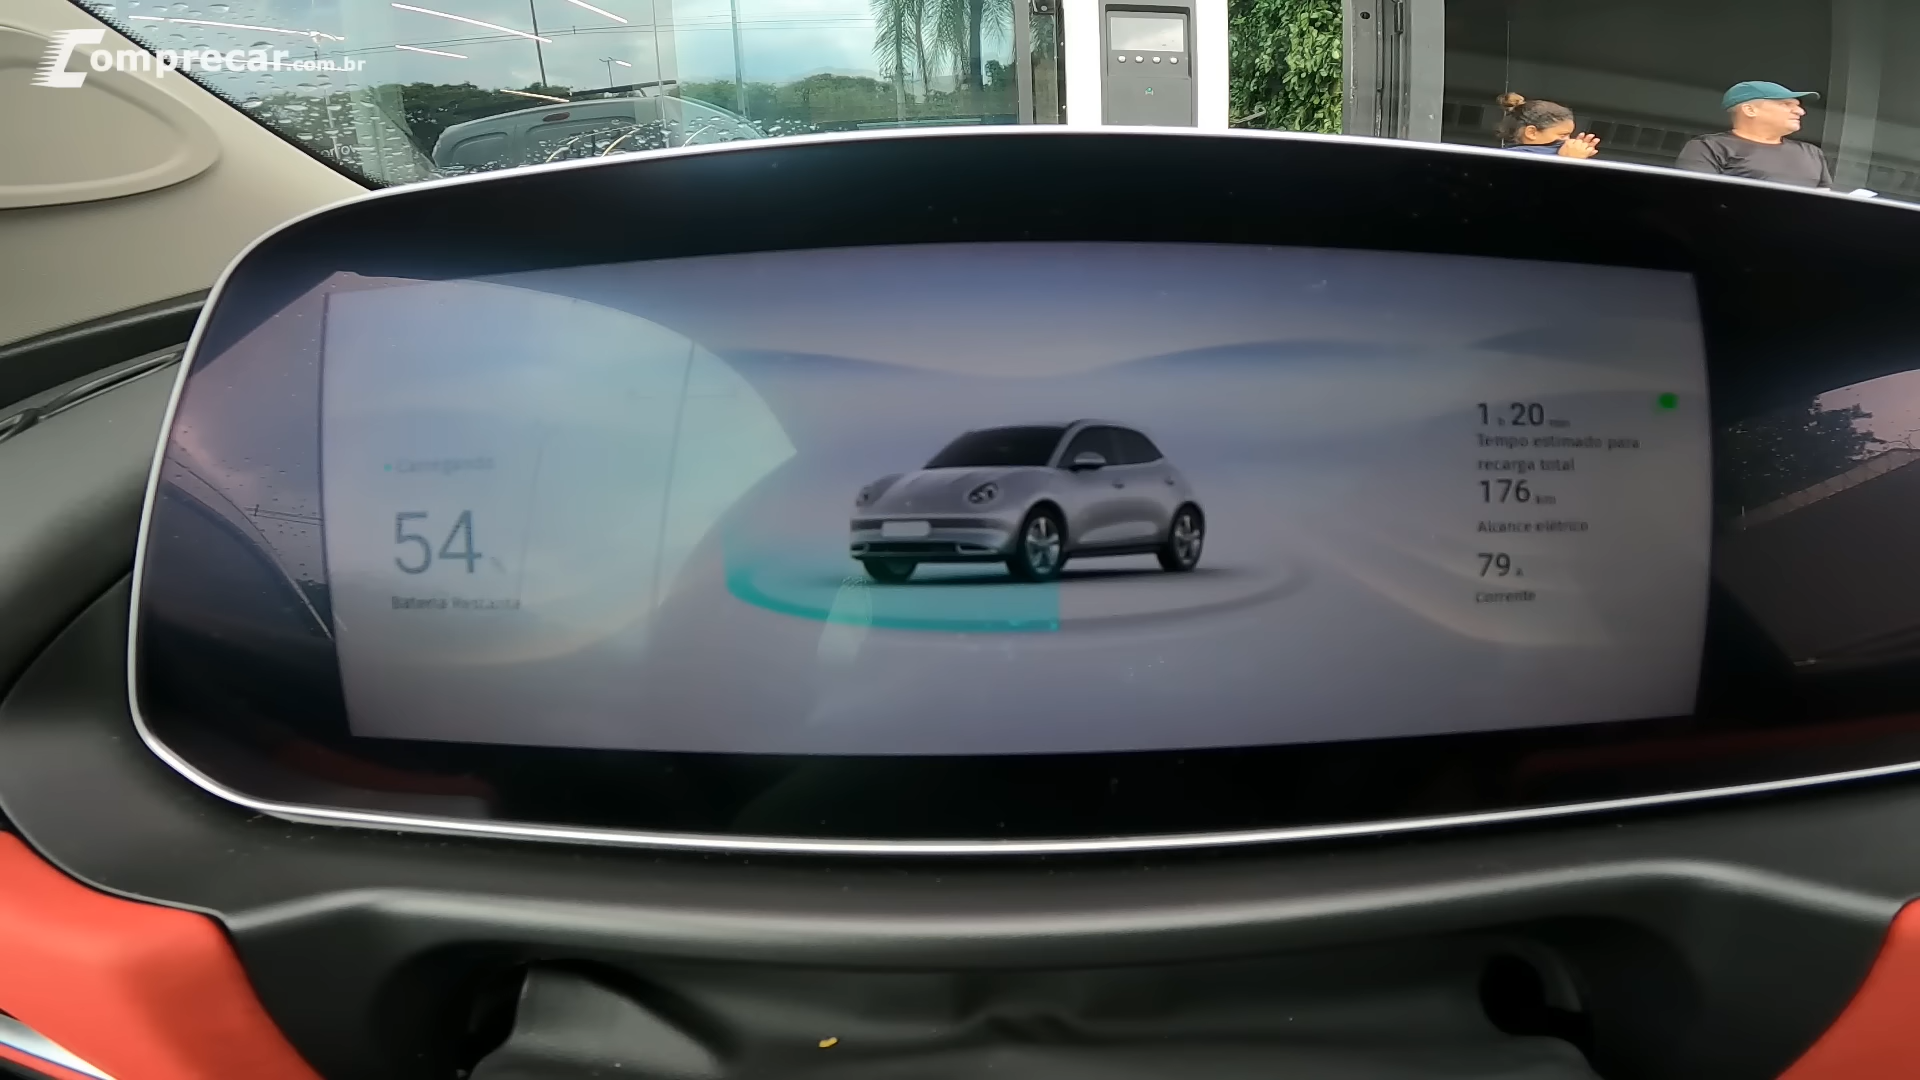 Comprecar.com.br
Carregando
54 %
Bateria Restante
1 h 20 min
Tempo estimado para
recarga total
176 km
Alcance elétrico
79 A
Corrente